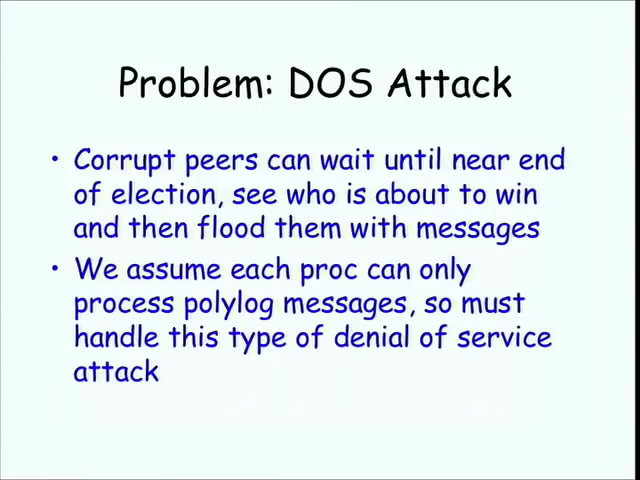 Problem: DOS Attack
• Corrupt peers can wait until near end
of election, see who is about to win
and then flood them with messages
• We assume each proc can only
process polylog messages, so must
handle this type of denial of service
attack